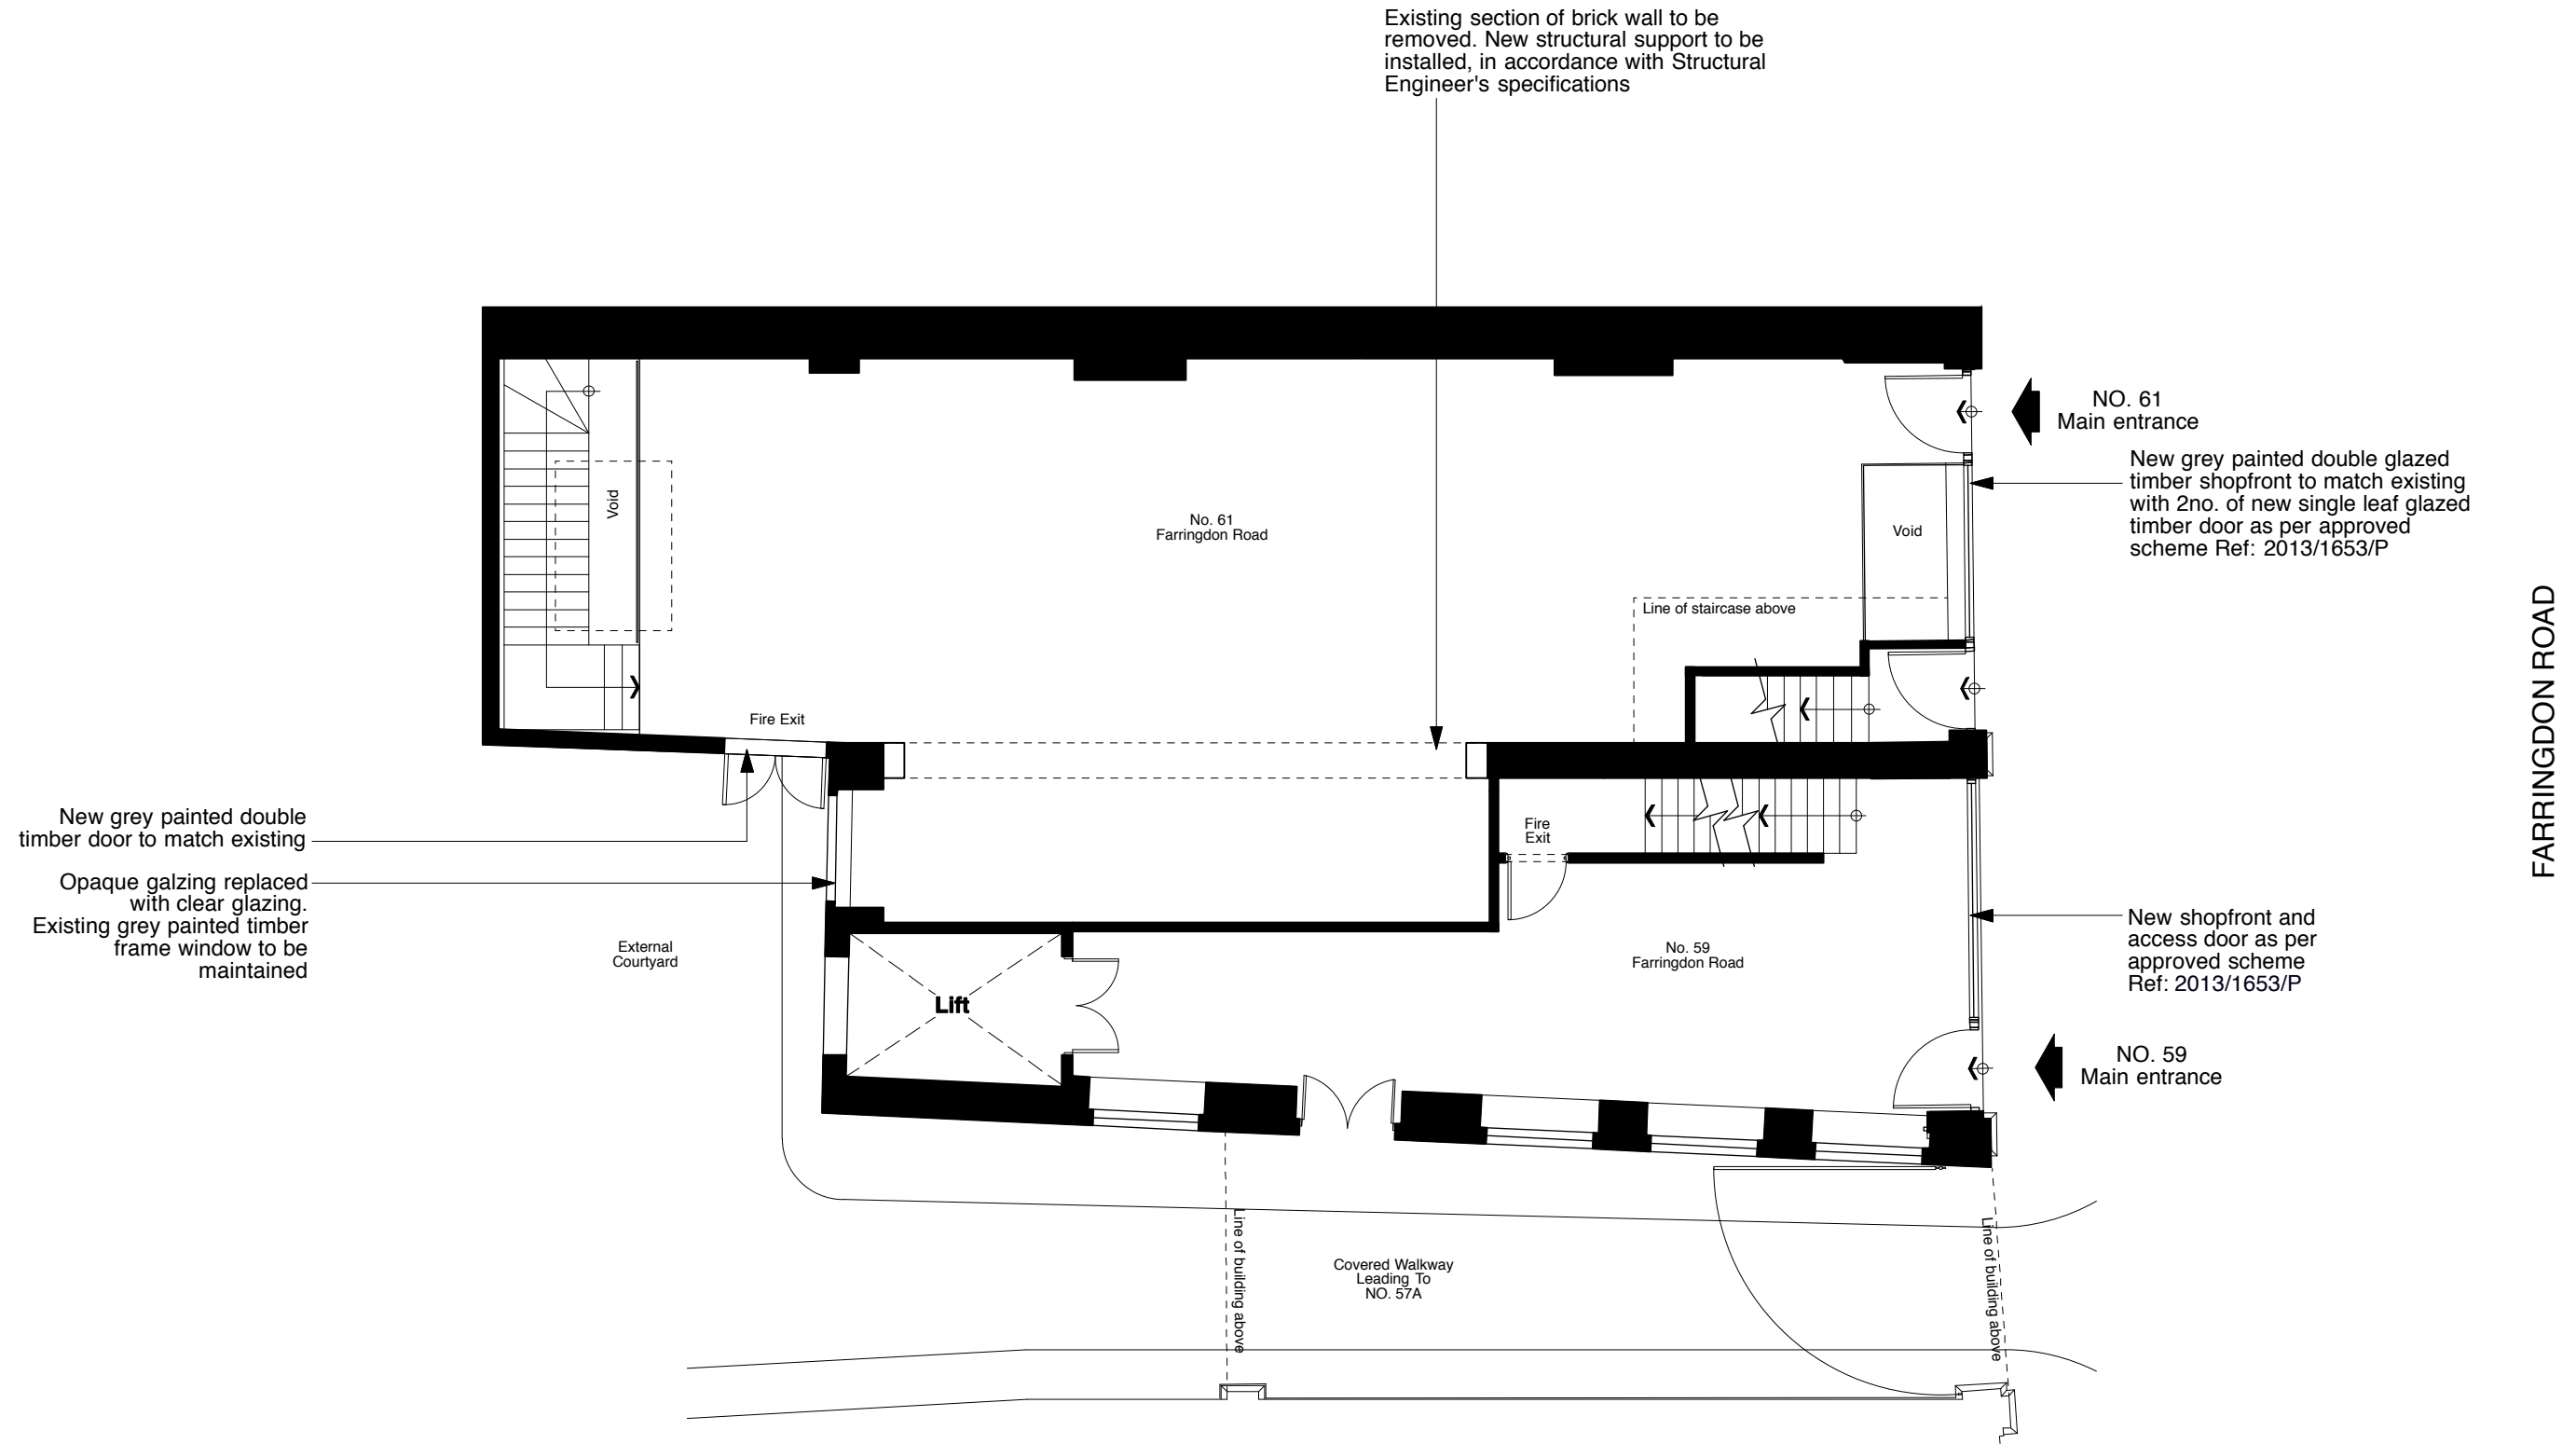 Existing section of brick wall to be
removed. New structural support to be
installed, in accordance with Structural
Engineer's specifications
NO. 61
Main entrance
New grey painted double glazed
timber shopfront to match existing
with 2no. of new single leaf glazed
timber door as per approved
scheme Ref: 2013/1653/P
Void
No. 61
Farringdon Road
Void
Line of staircase above
FARRINGDON ROAD
Fire Exit
New grey painted double
timber door to match existing
Fire
Exit
Opaque galzing replaced
with clear glazing.
Existing grey painted timber
frame window to be
maintained
External
Courtyard
No. 59
Farringdon Road
New shopfront and
access door as per
approved scheme
Ref: 2013/1653/P
Lift
NO. 59
Main entrance
Line of building above
Covered Walkway
Leading To
NO. 57A
Line of building above